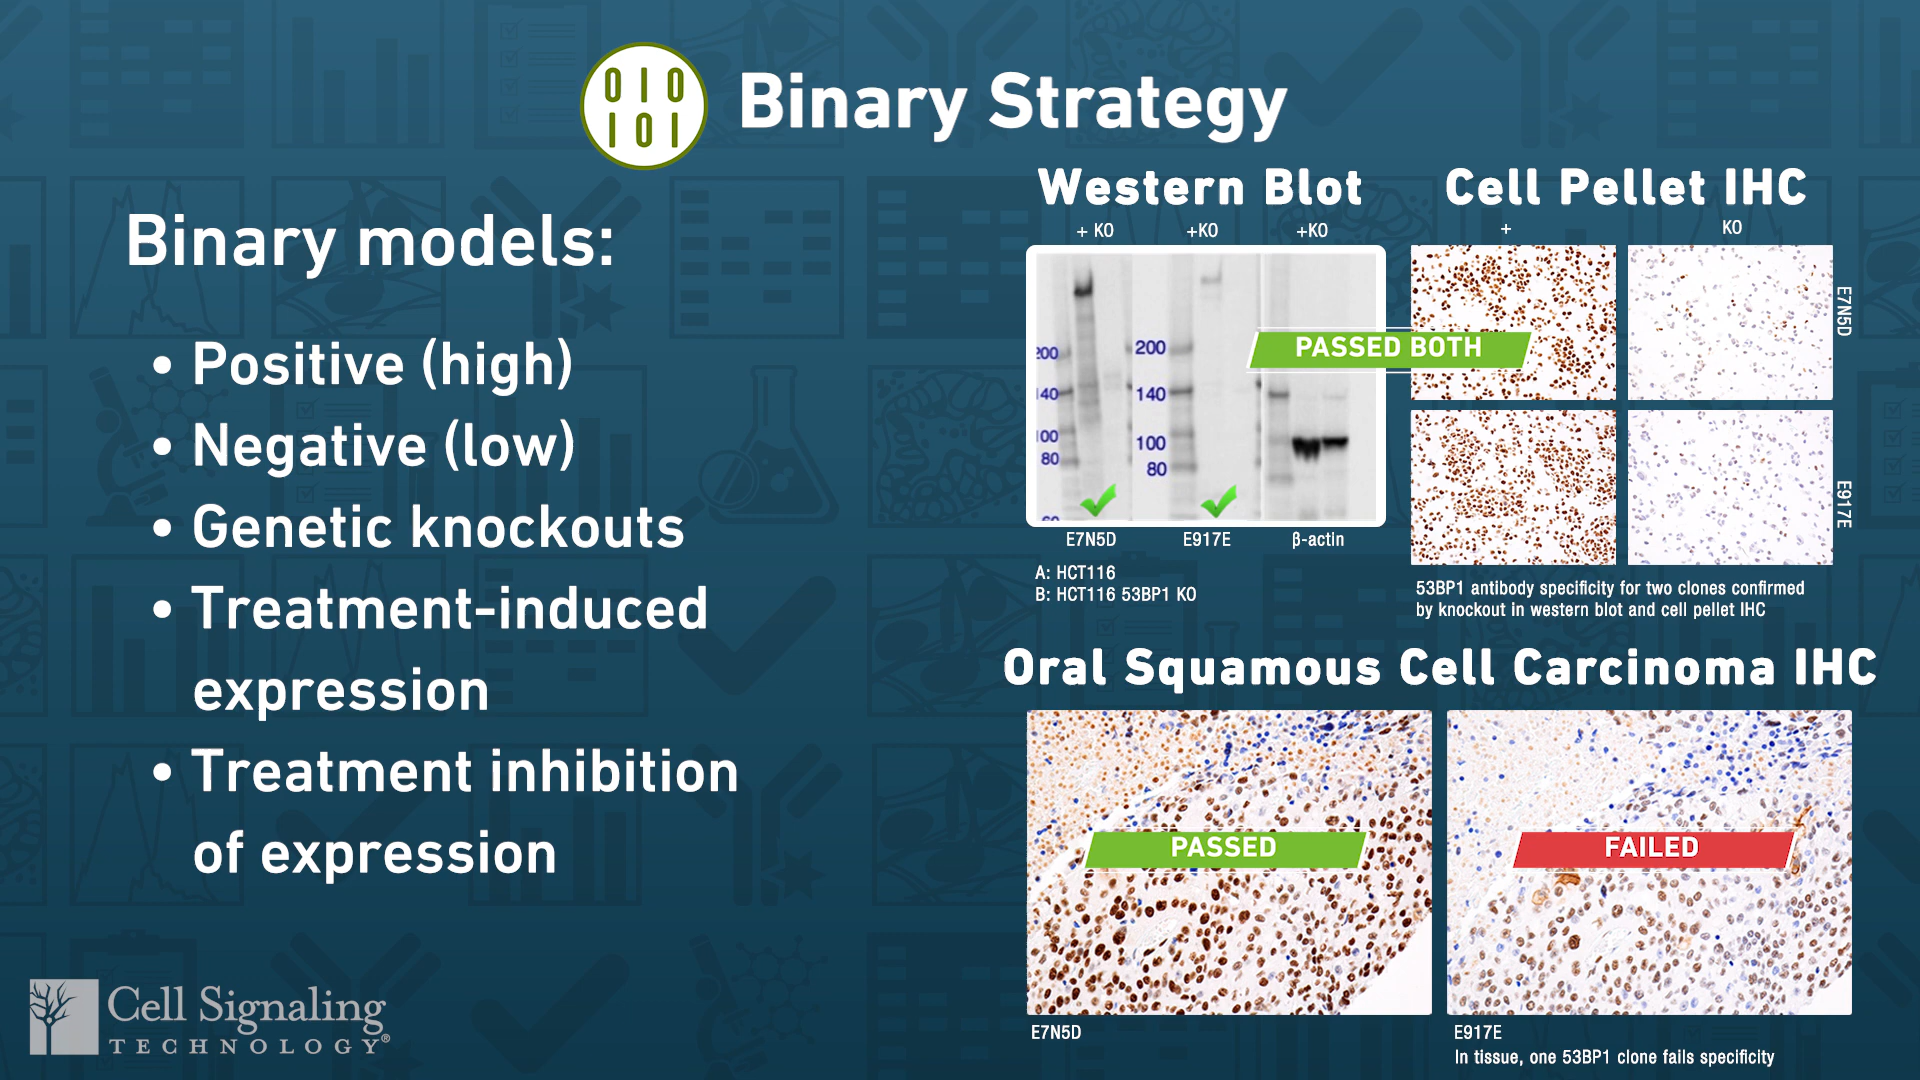 010
101
Binary Strategy
Binary models:
• Positive (high)
• Negative (low)
• Genetic knockouts
• Treatment-induced
expression
• Treatment inhibition
of expression
Western Blot
+ KO
+KO
+KO
200
140
100
80
60
200
140
100
80
E7N5D
E917E
β-actin
A: HCT116
B: HCT116 53BP1 KO
PASSED BOTH
Cell Pellet IHC
+
KO
E7N5D
E917E
53BP1 antibody specificity for two clones confirmed
by knockout in western blot and cell pellet IHC
Oral Squamous Cell Carcinoma IHC
PASSED
FAILED
E7N5D
E917E
In tissue, one 53BP1 clone fails specificity
Cell Signaling
TECHNOLOGY®